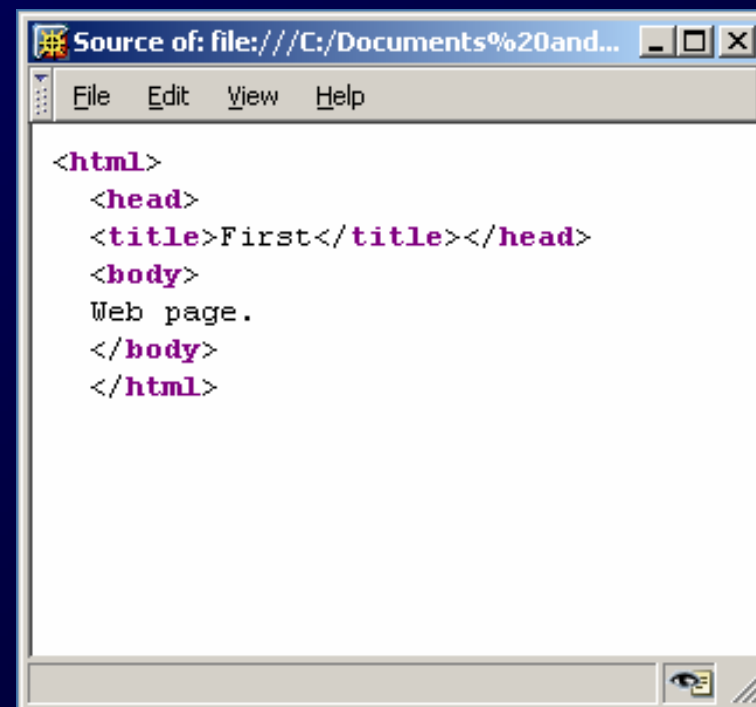 Source of: file:///C:/Documents%20and...
File Edit View Help
<html>
<head>
<title>First</title></head>
<body>
Web page.
</body>
</html>